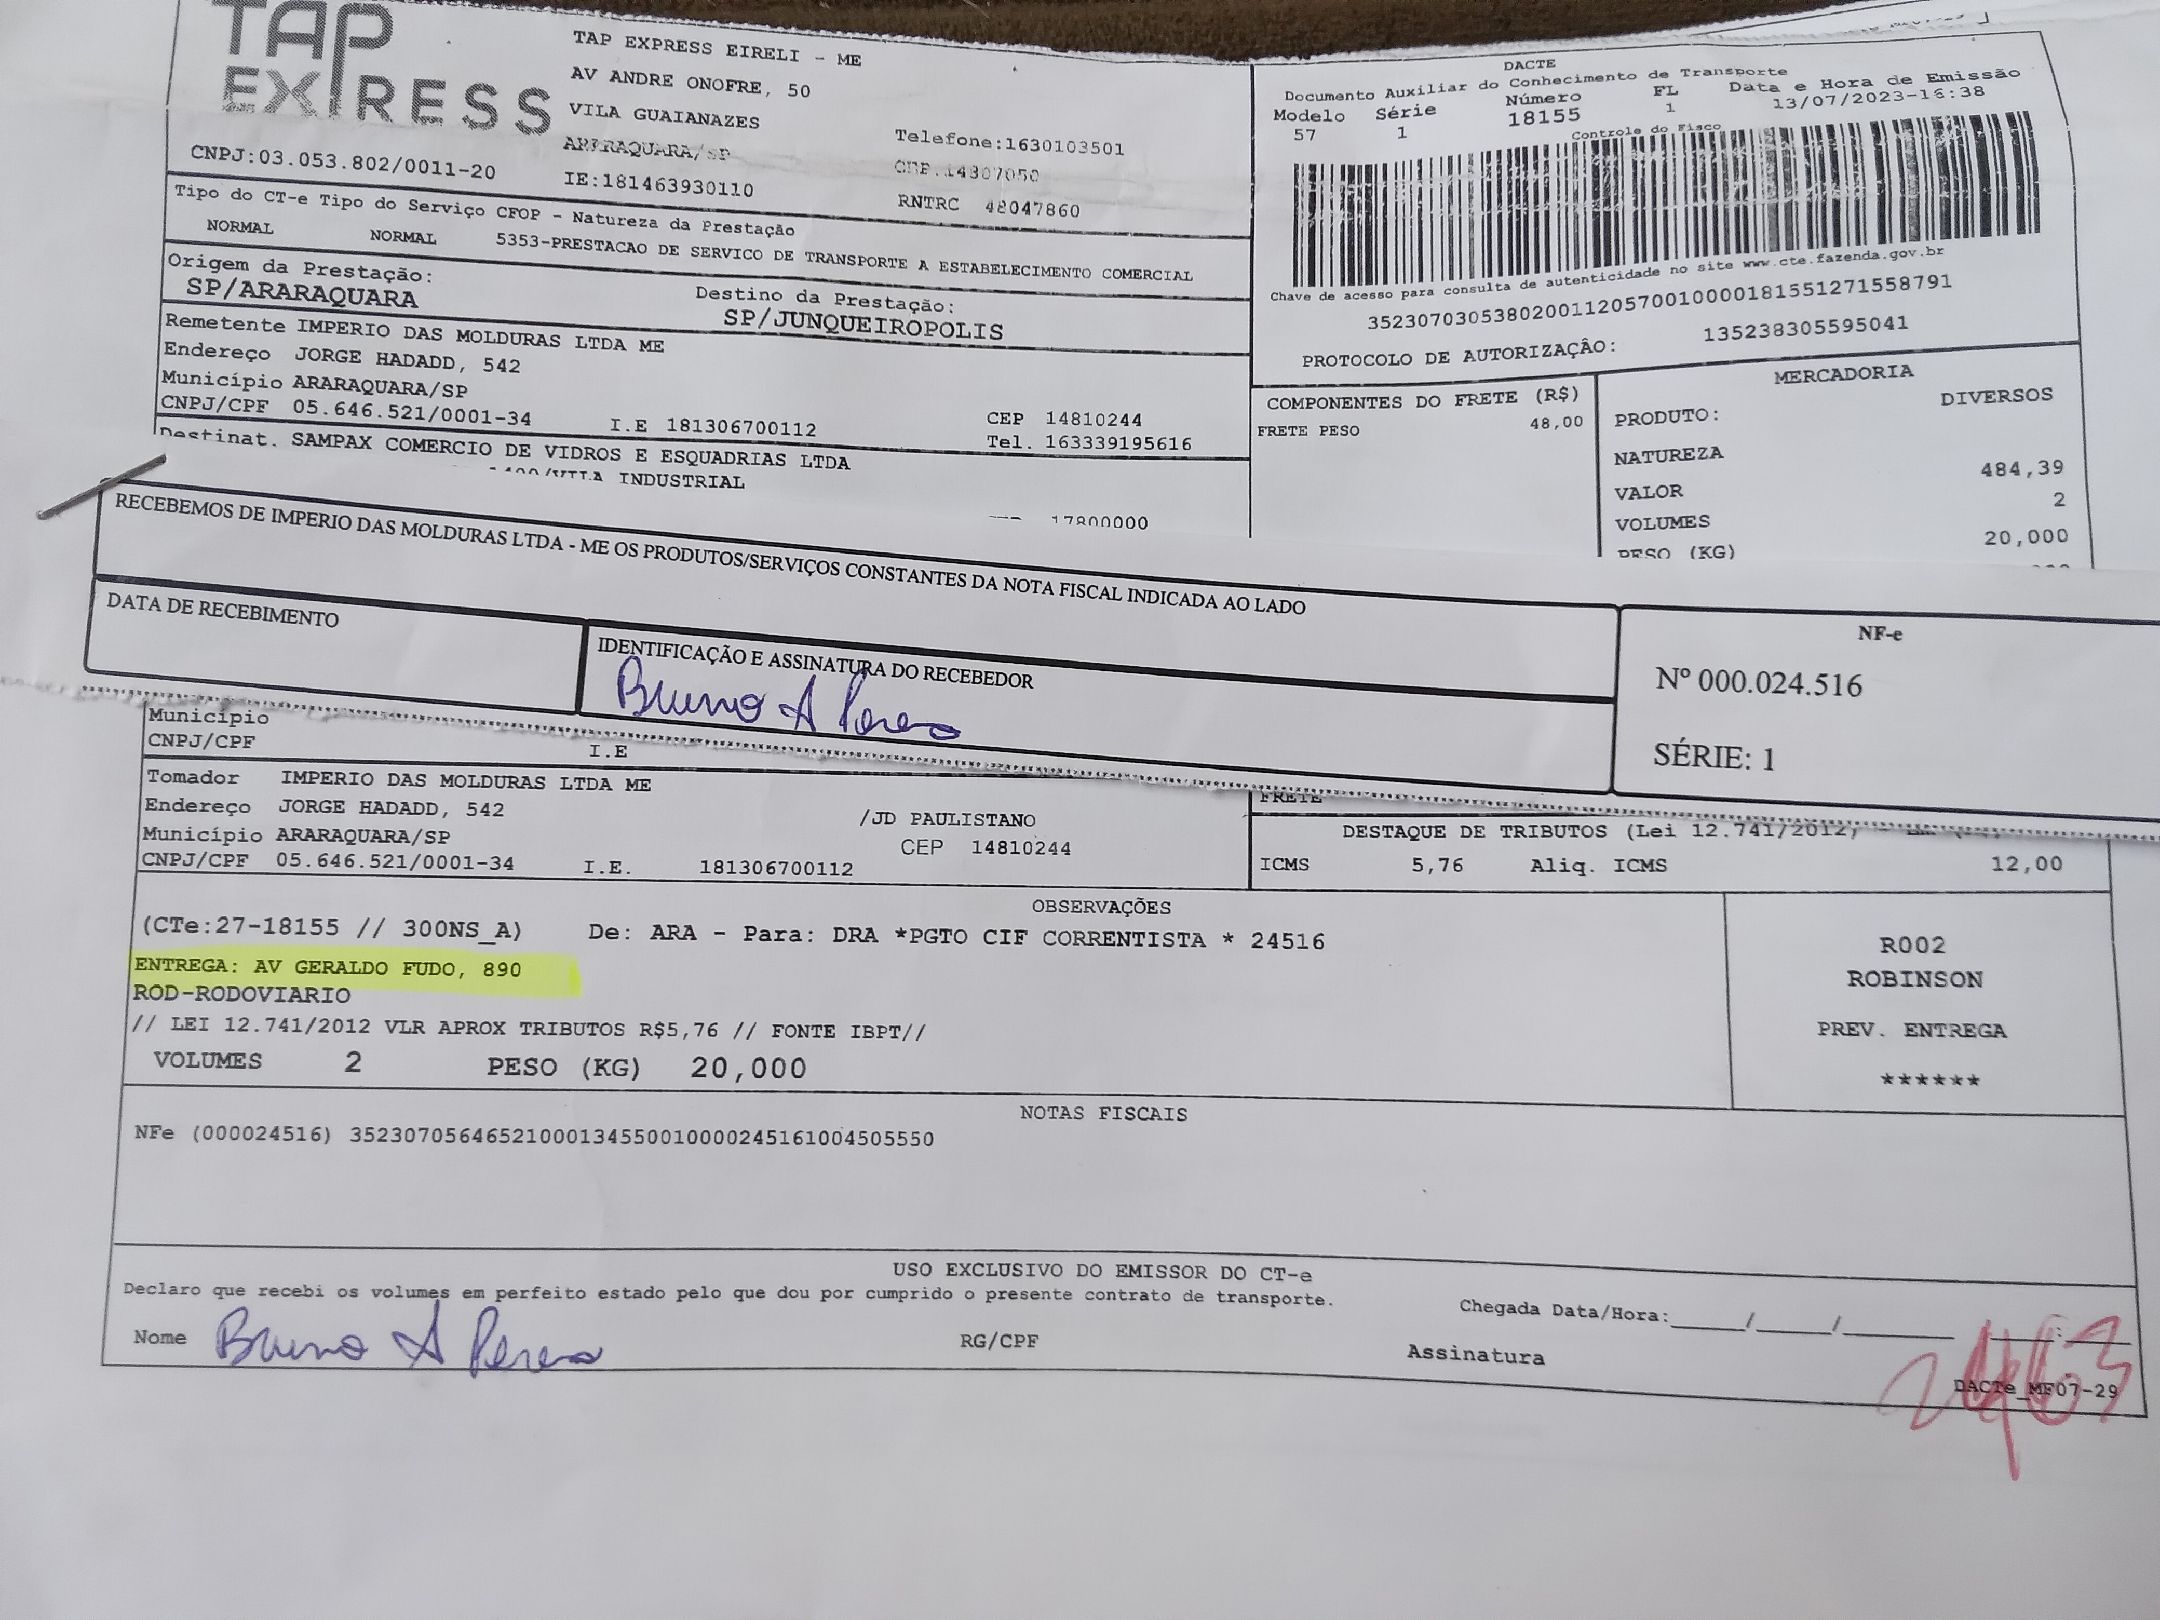 TAP
EXPRESS
TAP EXPRESS EIRELI - ME
AV ANDRE ONOFRE, 50
VILA GUAIANAZES
ARARAQUARA/SP
Telefone:1630103501
CEP.14807050
CNPJ:03.053.802/0011-20
IE:181463930110
RNTRC 48047860
Tipo do CT-e Tipo do Serviço CFOP - Natureza da Prestação
NORMAL NORMAL 5353-PRESTACAO DE SERVICO DE TRANSPORTE A ESTABELECIMENTO COMERCIAL
Origem da Prestação:
SP/ARARAQUARA
Destino da Prestação:
SP/JUNQUEIROPOLIS
Remetente IMPERIO DAS MOLDURAS LTDA ME
Endereço JORGE HADADD, 542
Município ARARAQUARA/SP
CNPJ/CPF 05.646.521/0001-34 I.E 181306700112
CEP 14810244
Tel. 163339195616
Destinat. SAMPAX COMERCIO DE VIDROS E ESQUADRIAS LTDA
INDUSTRIAL
17800000
DACTE
Documento Auxiliar do Conhecimento de Transporte
Modelo Série Número FL Data e Hora de Emissão
57 1 18155 1 13/07/2023-16:38
Controle do Fisco
Chave de acesso para consulta de autenticidade no site www.cte.fazenda.gov.br
35230703053802001120570010000181551271558791
PROTOCOLO DE AUTORIZAÇÂO: 135238305595041
COMPONENTES DO FRETE (R$)
FRETE PESO 48,00
MERCADORIA
PRODUTO: DIVERSOS
NATUREZA
VALOR 484,39
VOLUMES 2
PESO (KG) 20,000
RECEBEMOS DE IMPERIO DAS MOLDURAS LTDA - ME OS PRODUTOS/SERVIÇOS CONSTANTES DA NOTA FISCAL INDICADA AO LADO
DATA DE RECEBIMENTO
IDENTIFICAÇÃO E ASSINATURA DO RECEBEDOR
Bruno A
NF-e
Nº 000.024.516
SÉRIE: 1
Município
CNPJ/CPF I.E
Tomador IMPERIO DAS MOLDURAS LTDA ME
Endereço JORGE HADADD, 542 /JD PAULISTANO
Município ARARAQUARA/SP CEP 14810244
CNPJ/CPF 05.646.521/0001-34 I.E. 181306700112
FRETE
DESTAQUE DE TRIBUTOS (Lei 12.741/2012)
ICMS 5,76 Aliq. ICMS 12,00
OBSERVAÇÕES
(CTe:27-18155 // 300NS_A) De: ARA - Para: DRA *PGTO CIF CORRENTISTA * 24516
ENTREGA: AV GERALDO FUDO, 890
ROD-RODOVIARIO
// LEI 12.741/2012 VLR APROX TRIBUTOS R$5,76 // FONTE IBPT//
VOLUMES 2 PESO (KG) 20,000
R002
ROBINSON
PREV. ENTREGA
******
NOTAS FISCAIS
NFe (000024516) 35230705646521000134550010000245161004505550
USO EXCLUSIVO DO EMISSOR DO CT-e
Declaro que recebi os volumes em perfeito estado pelo que dou por cumprido o presente contrato de transporte.
Chegada Data/Hora:____/____/______ ___:___
Nome Bruno A RG/CPF Assinatura
DACTe_MF07-29